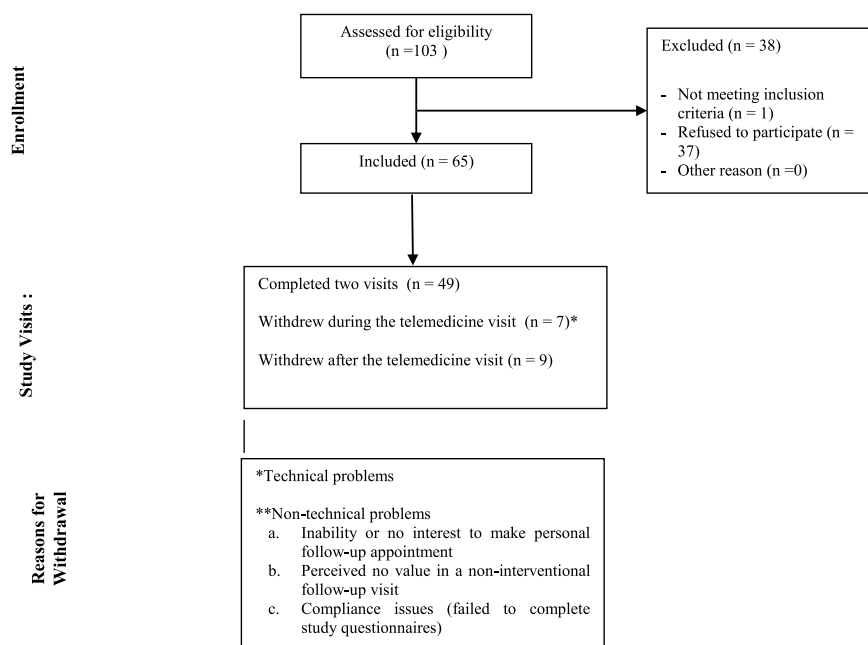 Enrollment
Assessed for eligibility
(n =103 )
Excluded (n = 38)
- Not meeting inclusion
criteria (n = 1)
- Refused to participate (n =
37)
- Other reason (n =0)
Included (n = 65)
Study Visits :
Completed two visits (n = 49)
Withdrew during the telemedicine visit (n = 7)*
Withdrew after the telemedicine visit (n = 9)
Reasons for
Withdrawal
*Technical problems
**Non-technical problems
a. Inability or no interest to make personal
follow-up appointment
b. Perceived no value in a non-interventional
follow-up visit
c. Compliance issues (failed to complete
study questionnaires)